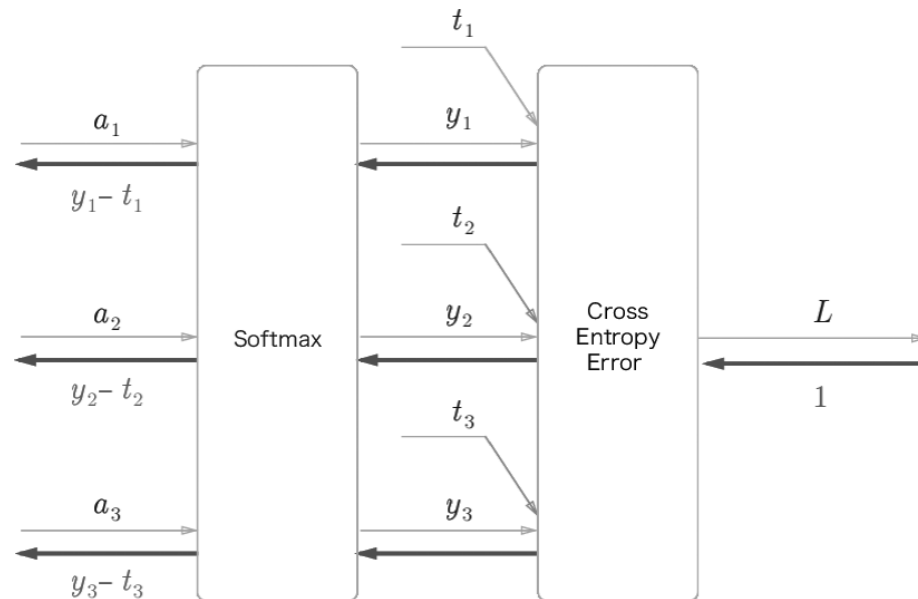 t₁
a₁
y₁
y₁ – t₁
t₂
a₂
y₂
Softmax
Cross
Entropy
Error
L
y₂ – t₂
1
t₃
a₃
y₃
y₃ – t₃